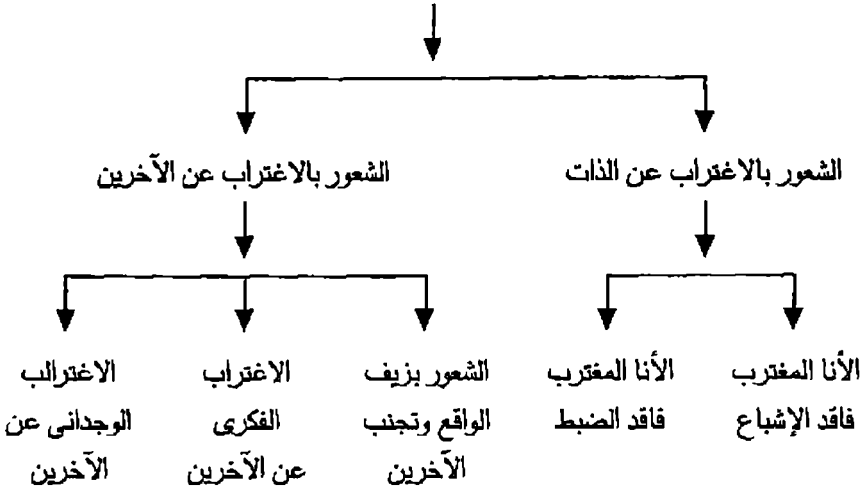 الشعور بالاغتراب عن الذات
الشعور بالاغتراب عن الآخرين
الأنا المغترب
فاقد الإشباع
الأنا المغترب
فاقد الضبط
الشعور بزيف
الواقع وتجنب
الآخرين
الاغتراب
الفكرى
عن الآخرين
الاغترالب
الوجدانى عن
الآخرين